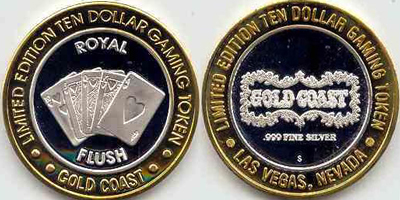 • LIMITED EDITION TEN DOLLAR GAMING TOKEN •
ROYAL
FLUSH
GOLD COAST
LIMITED EDITION TEN DOLLAR GAMING TOKEN
GOLD COAST
.999 FINE SILVER
S
• LAS VEGAS, NEVADA •